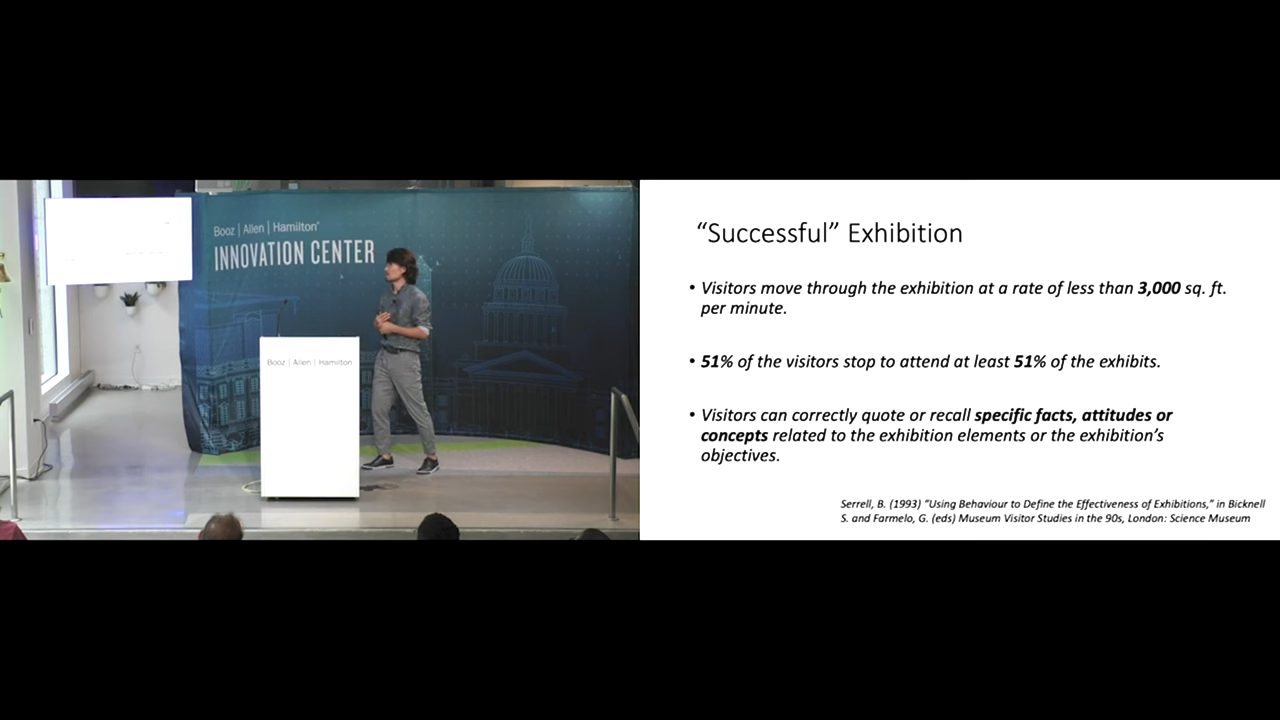 Booz | Allen | Hamilton®
INNOVATION CENTER
Booz | Allen | Hamilton
“Successful” Exhibition
• Visitors move through the exhibition at a rate of less than 3,000 sq. ft.
per minute.
• 51% of the visitors stop to attend at least 51% of the exhibits.
• Visitors can correctly quote or recall specific facts, attitudes or
concepts related to the exhibition elements or the exhibition’s
objectives.
Serrell, B. (1993) “Using Behaviour to Define the Effectiveness of Exhibitions,” in Bicknell
S. and Farmelo, G. (eds) Museum Visitor Studies in the 90s, London: Science Museum